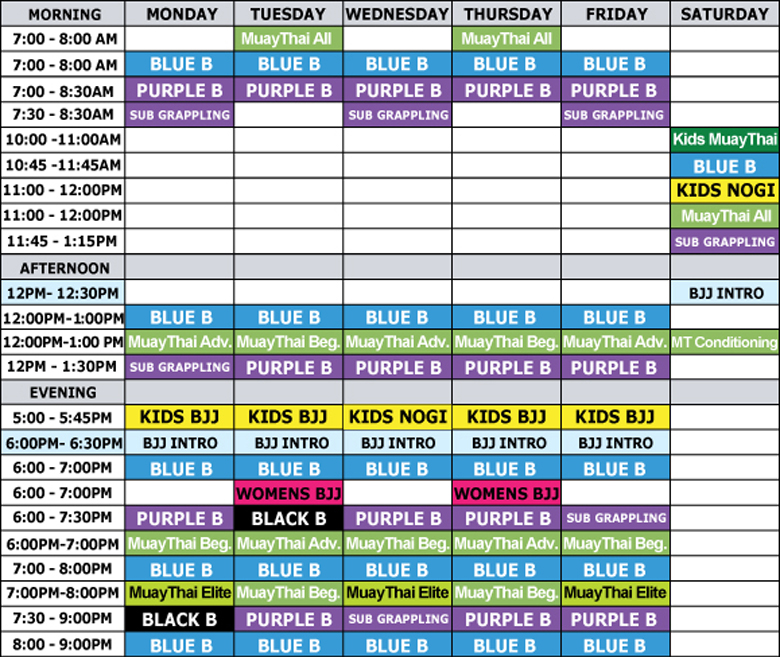 MORNING MONDAY TUESDAY WEDNESDAY THURSDAY FRIDAY SATURDAY
7:00 - 8:00 AM MuayThai All MuayThai All
7:00 - 8:00 AM BLUE B BLUE B BLUE B BLUE B BLUE B
7:00 - 8:30AM PURPLE B PURPLE B PURPLE B PURPLE B PURPLE B
7:30 - 8:30AM SUB GRAPPLING SUB GRAPPLING SUB GRAPPLING
10:00 -11:00AM Kids MuayThai
10:45 -11:45AM BLUE B
11:00 - 12:00PM KIDS NOGI
11:00 - 12:00PM MuayThai All
11:45 - 1:15PM SUB GRAPPLING
AFTERNOON
12PM- 12:30PM BJJ INTRO
12:00PM-1:00PM BLUE B BLUE B BLUE B BLUE B BLUE B
12:00PM-1:00 PM MuayThai Adv. MuayThai Beg. MuayThai Adv. MuayThai Beg. MuayThai Adv. MT Conditioning
12PM - 1:30PM SUB GRAPPLING PURPLE B PURPLE B PURPLE B PURPLE B
EVENING
5:00 - 5:45PM KIDS BJJ KIDS BJJ KIDS NOGI KIDS BJJ KIDS BJJ
6:00PM- 6:30PM BJJ INTRO BJJ INTRO BJJ INTRO BJJ INTRO BJJ INTRO
6:00 - 7:00PM BLUE B BLUE B BLUE B BLUE B BLUE B
6:00 - 7:00PM WOMENS BJJ WOMENS BJJ
6:00 - 7:30PM PURPLE B BLACK B PURPLE B PURPLE B SUB GRAPPLING
6:00PM-7:00PM MuayThai Beg. MuayThai Adv. MuayThai Beg. MuayThai Adv. MuayThai Beg.
7:00 - 8:00PM BLUE B BLUE B BLUE B BLUE B BLUE B
7:00PM-8:00PM MuayThai Elite MuayThai Beg. MuayThai Elite MuayThai Beg. MuayThai Elite
7:30 - 9:00PM BLACK B PURPLE B SUB GRAPPLING PURPLE B PURPLE B
8:00 - 9:00PM BLUE B BLUE B BLUE B BLUE B BLUE B